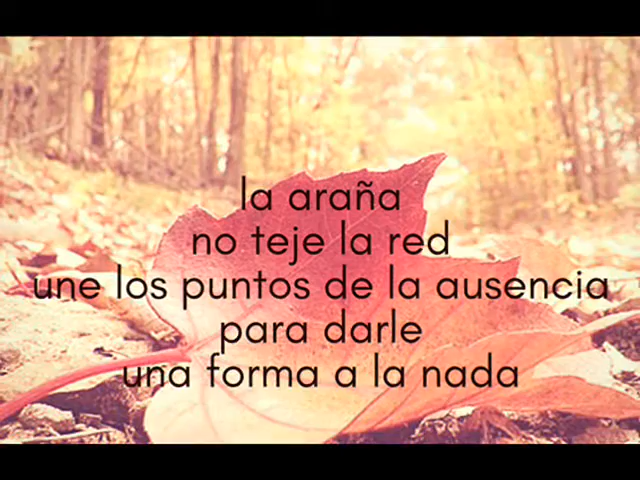 la araña
no teje la red
une los puntos de la ausencia
para darle
una forma a la nada